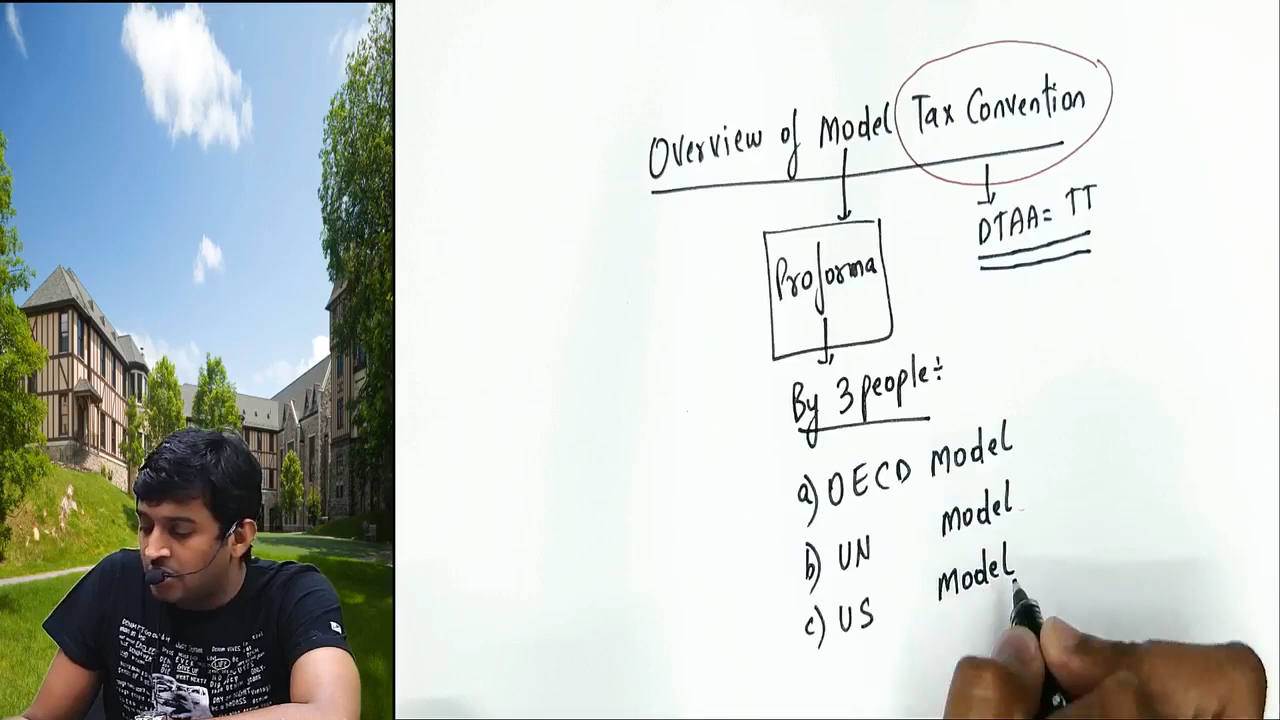 Overview of Model Tax Convention
DTAA = TT
Proforma
By 3 people÷
a) OECD Model
b) UN Model
c) US Model